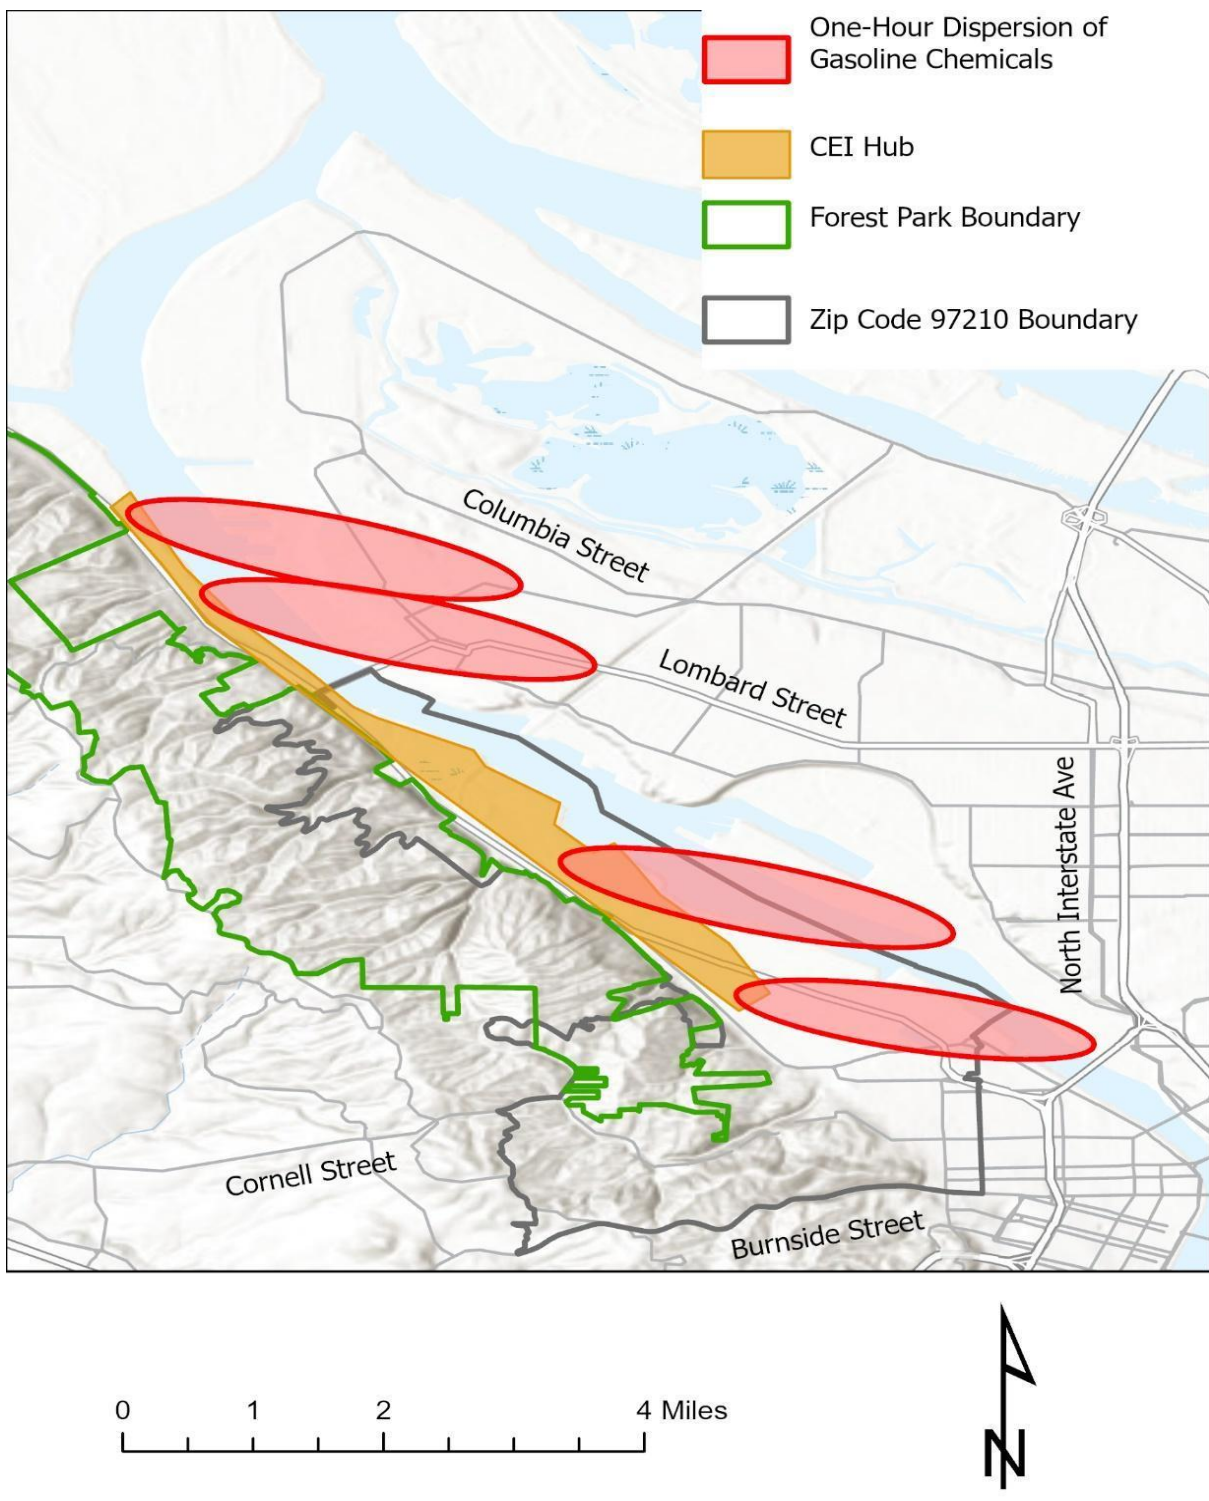 One-Hour Dispersion of
Gasoline Chemicals
CEI Hub
Forest Park Boundary
Zip Code 97210 Boundary
Columbia Street
Lombard Street
North Interstate Ave
Cornell Street
Burnside Street
0 1 2 4 Miles
N